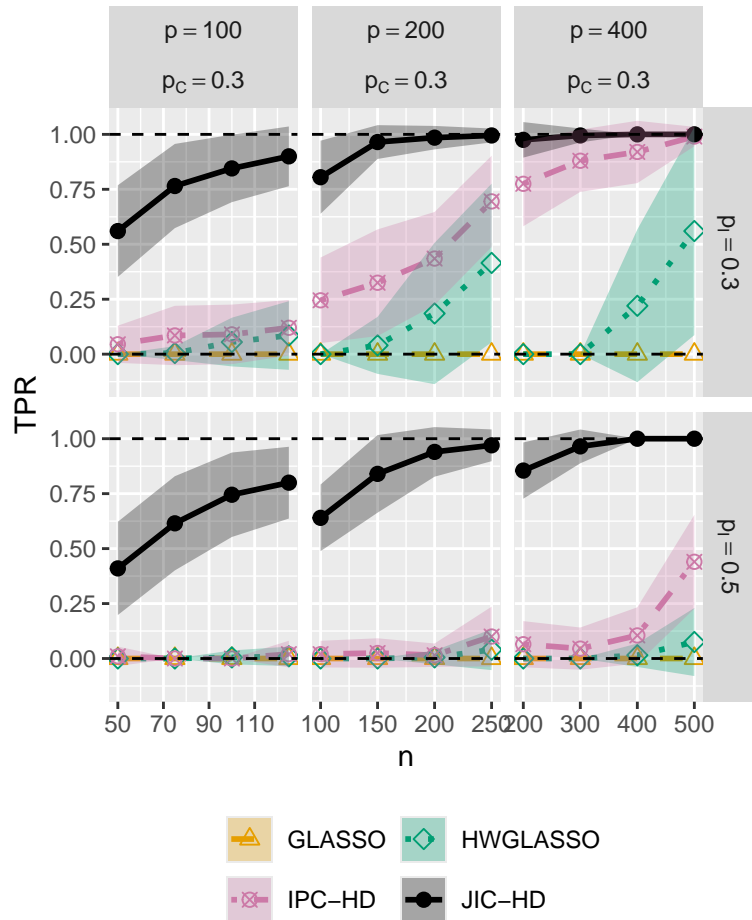 p = 100 p = 200 p = 400
p_C = 0.3 p_C = 0.3 p_C = 0.3
1.00
0.75
0.50
0.25
0.00
p_I = 0.3
TPR
1.00
0.75
0.50
0.25
0.00
p_I = 0.5
50 70 90 110 100 150 200 250 200 300 400 500
n
GLASSO HWGLASSO
IPC−HD JIC−HD